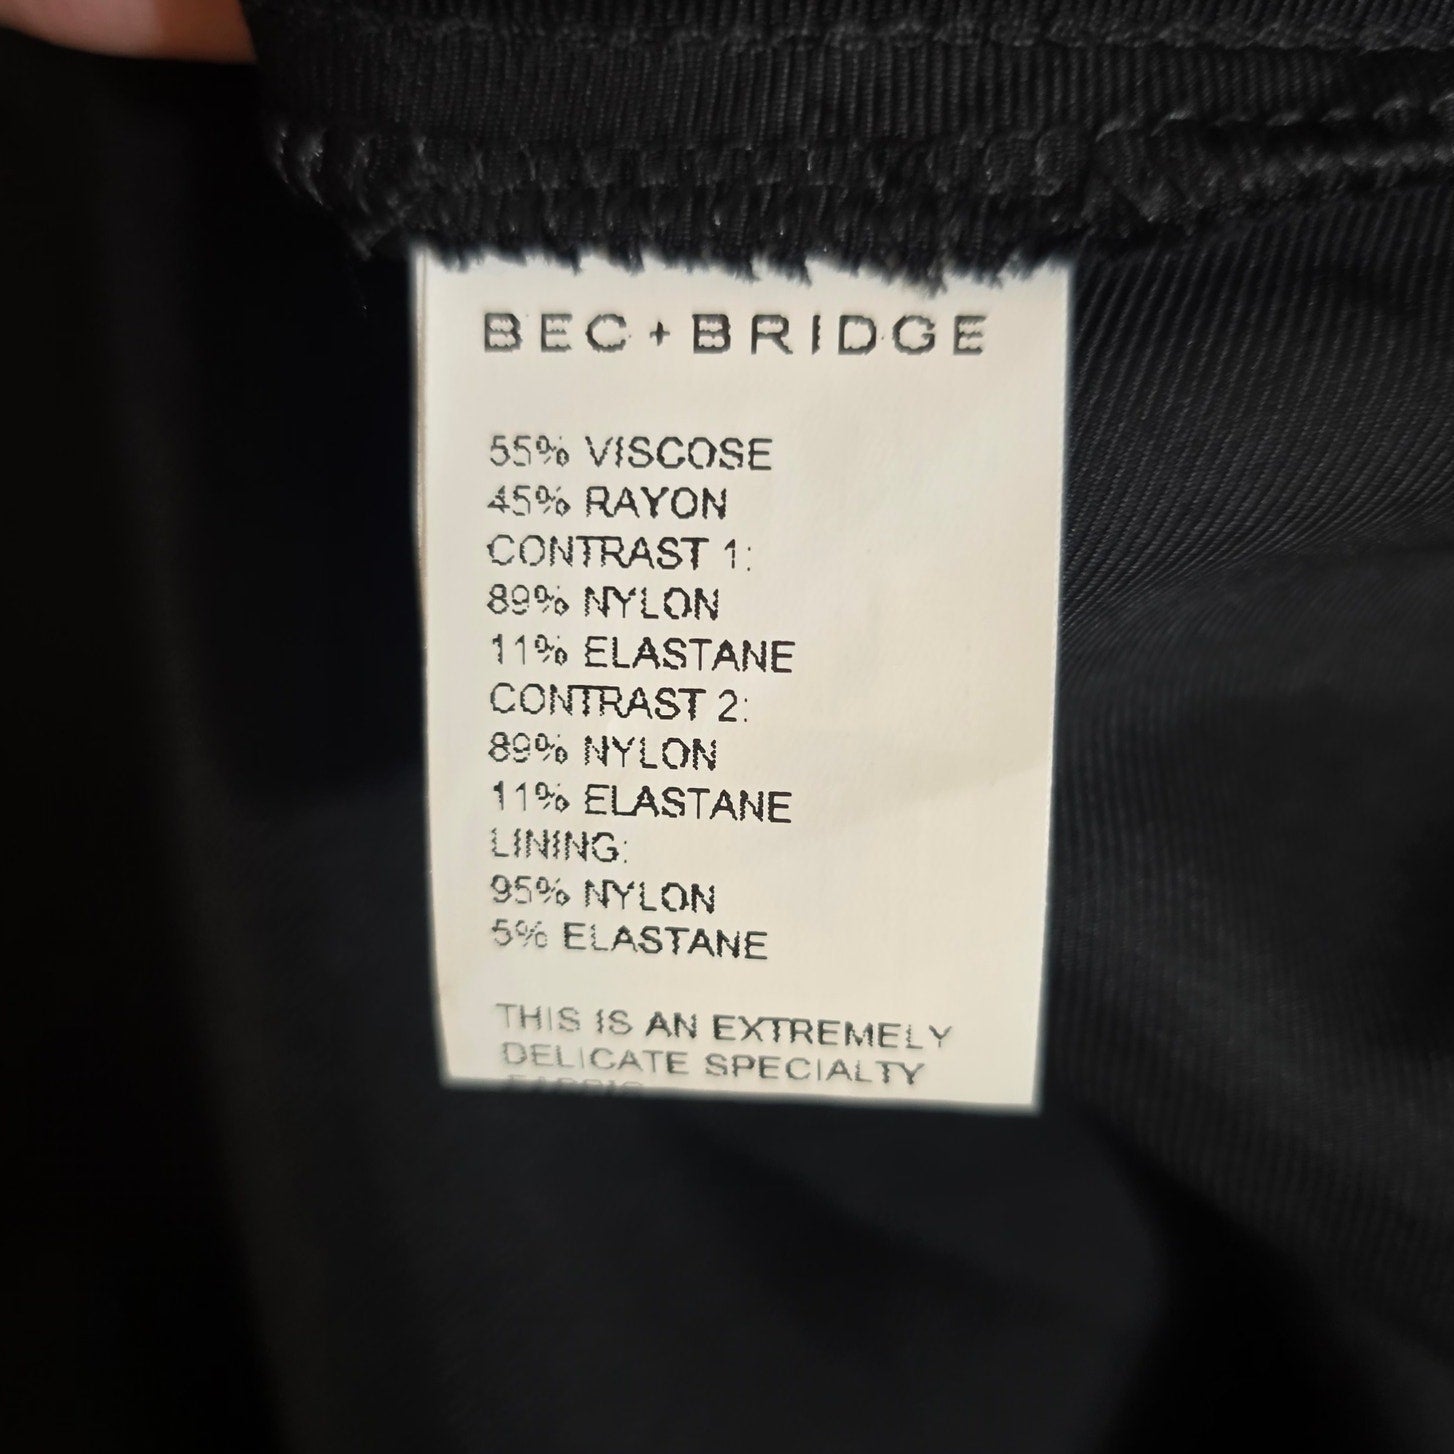 BEC + BRIDGE
55% VISCOSE
45% RAYON
CONTRAST 1:
89% NYLON
11% ELASTANE
CONTRAST 2:
89% NYLON
11% ELASTANE
LINING:
95% NYLON
5% ELASTANE
THIS IS AN EXTREMELY
DELICATE SPECIALTY